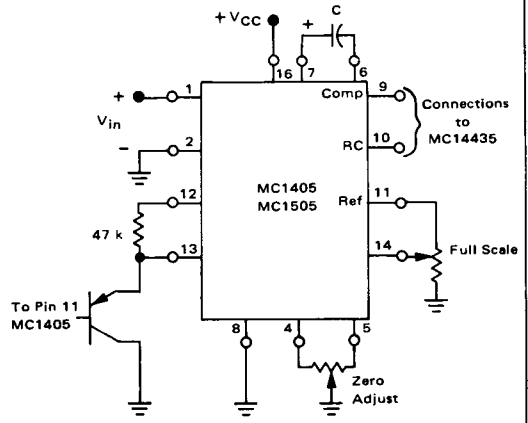 + VCC
C
+
16
7
6
1
+
Vin
−
2
Comp
9
Connections
to
MC14435
RC
10
MC1405
MC1505
12
Ref
11
47 k
13
14
Full Scale
To Pin 11
MC1405
8
4
5
Zero
Adjust